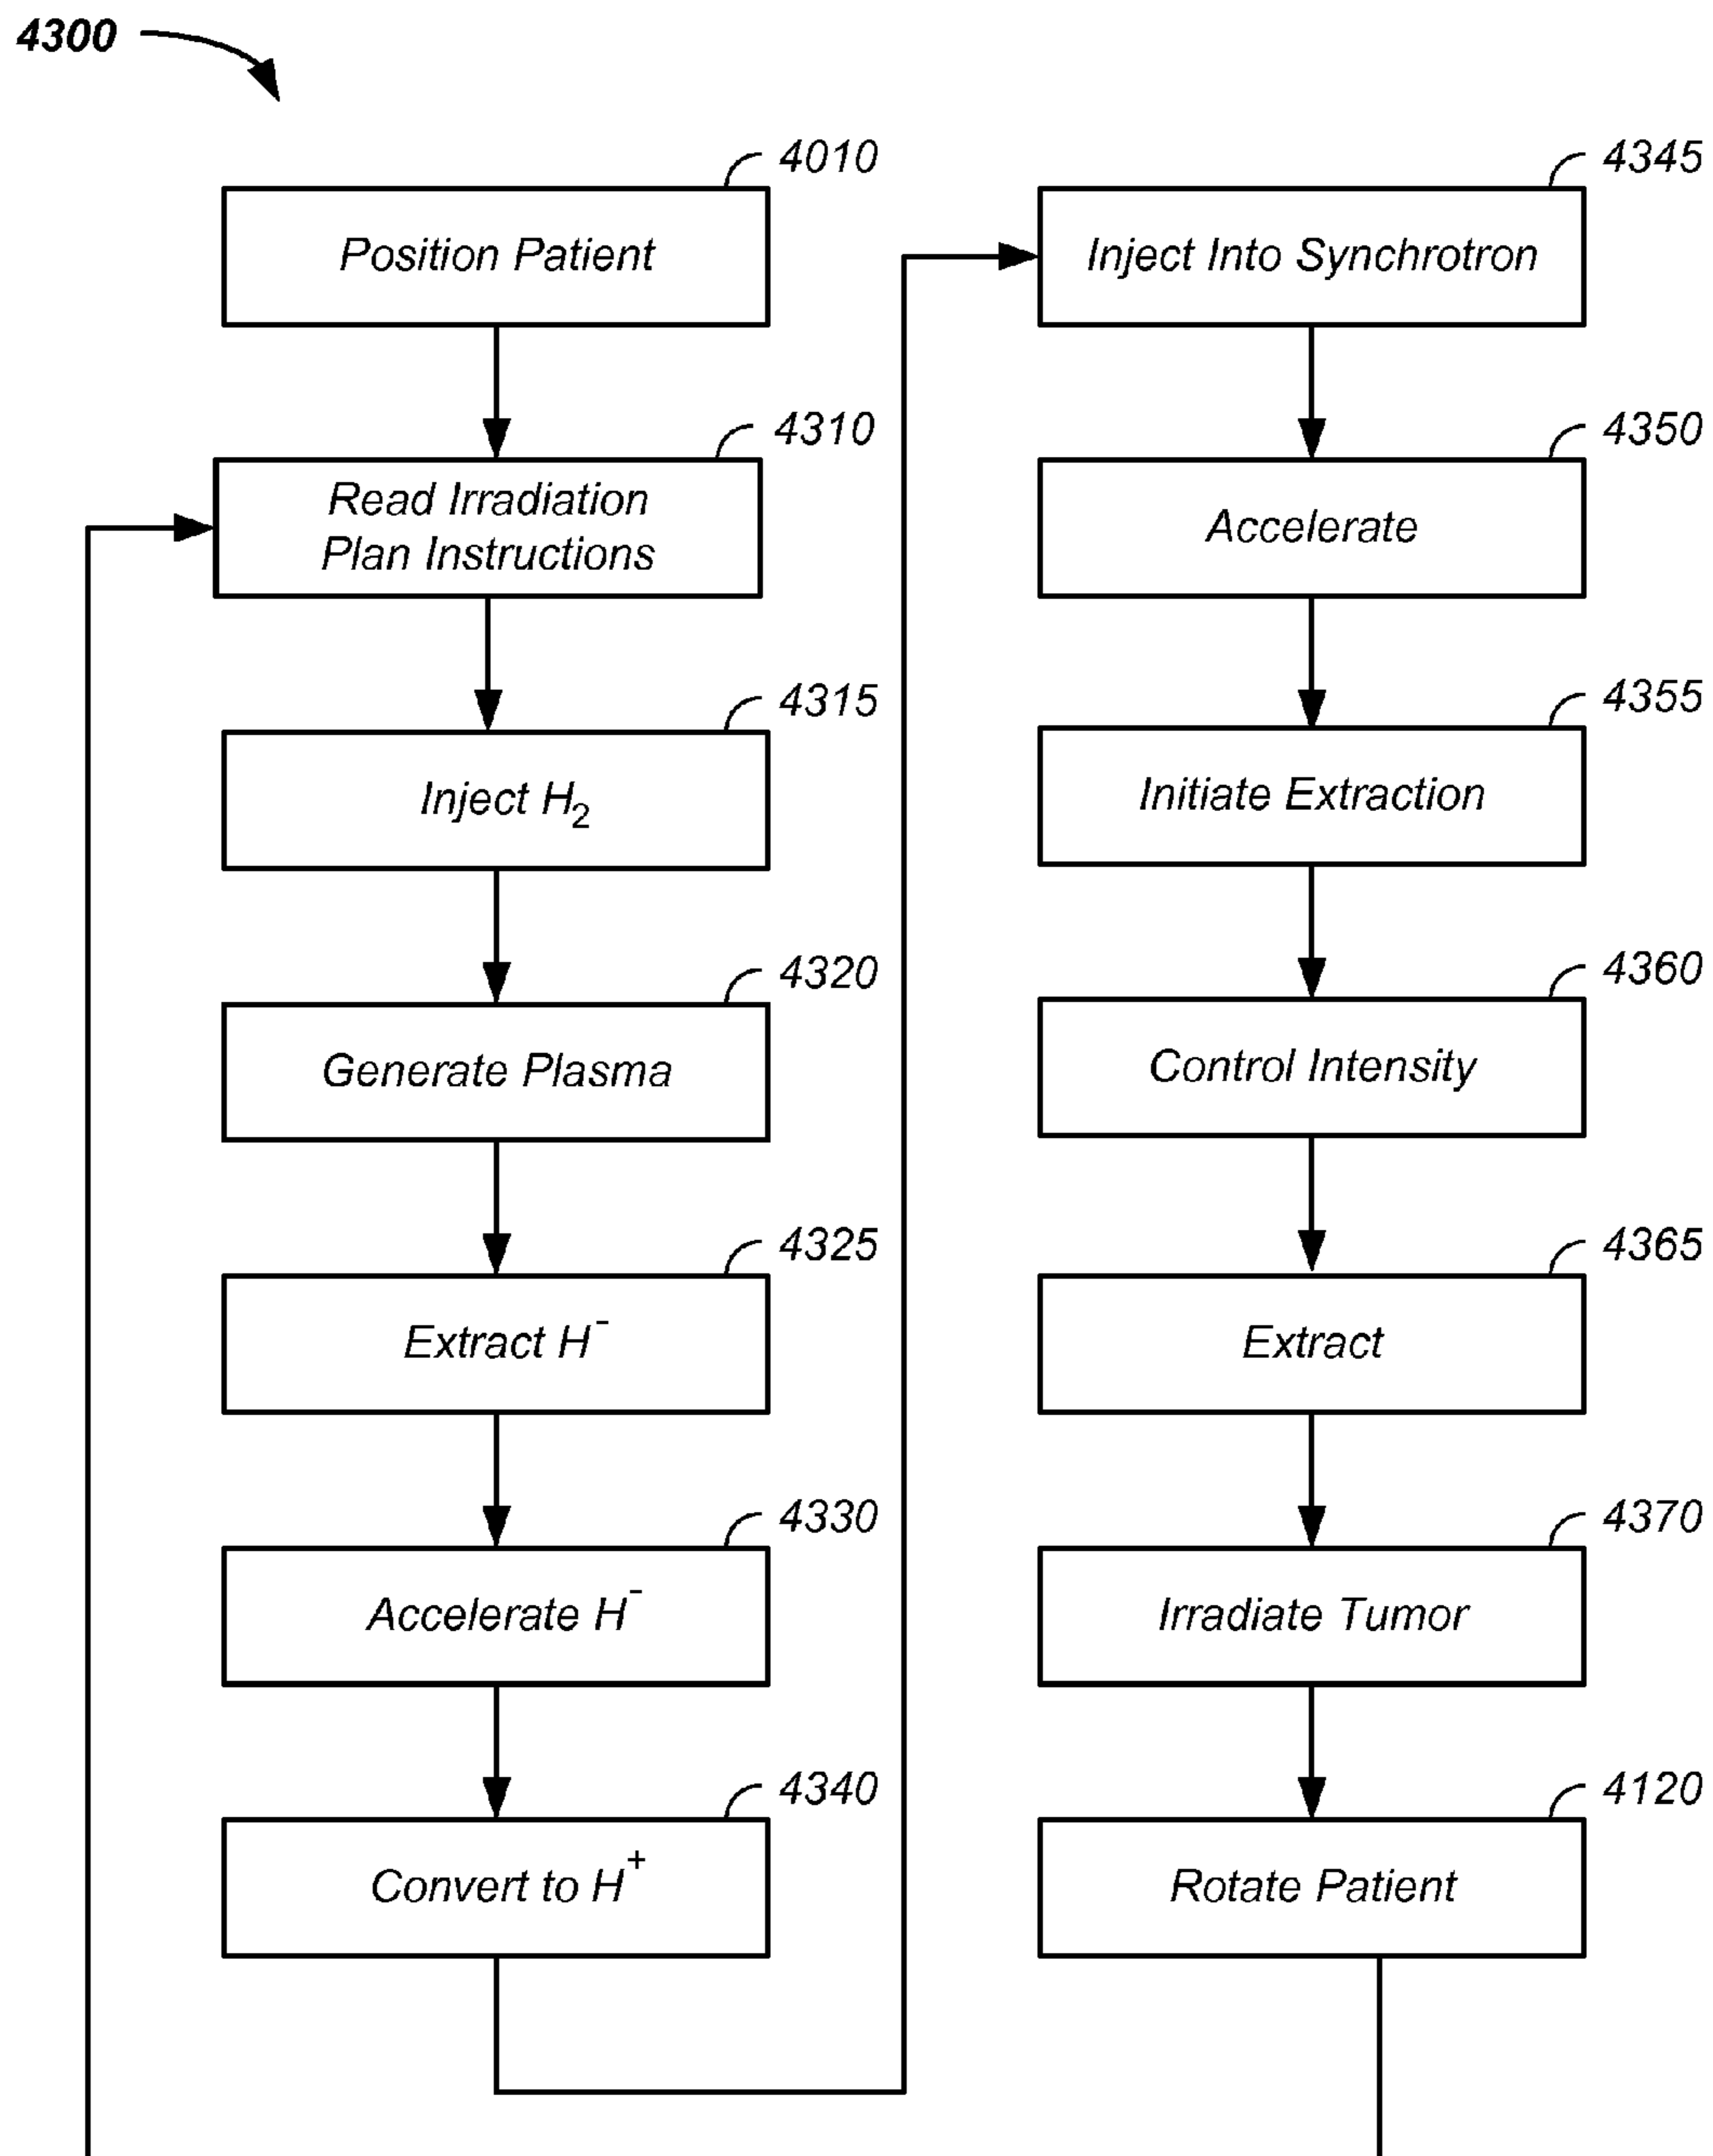 4300
4010
Position Patient
4310
Read Irradiation
Plan Instructions
4315
Inject H₂
4320
Generate Plasma
4325
Extract H⁻
4330
Accelerate H⁻
4340
Convert to H⁺
4345
Inject Into Synchrotron
4350
Accelerate
4355
Initiate Extraction
4360
Control Intensity
4365
Extract
4370
Irradiate Tumor
4120
Rotate Patient